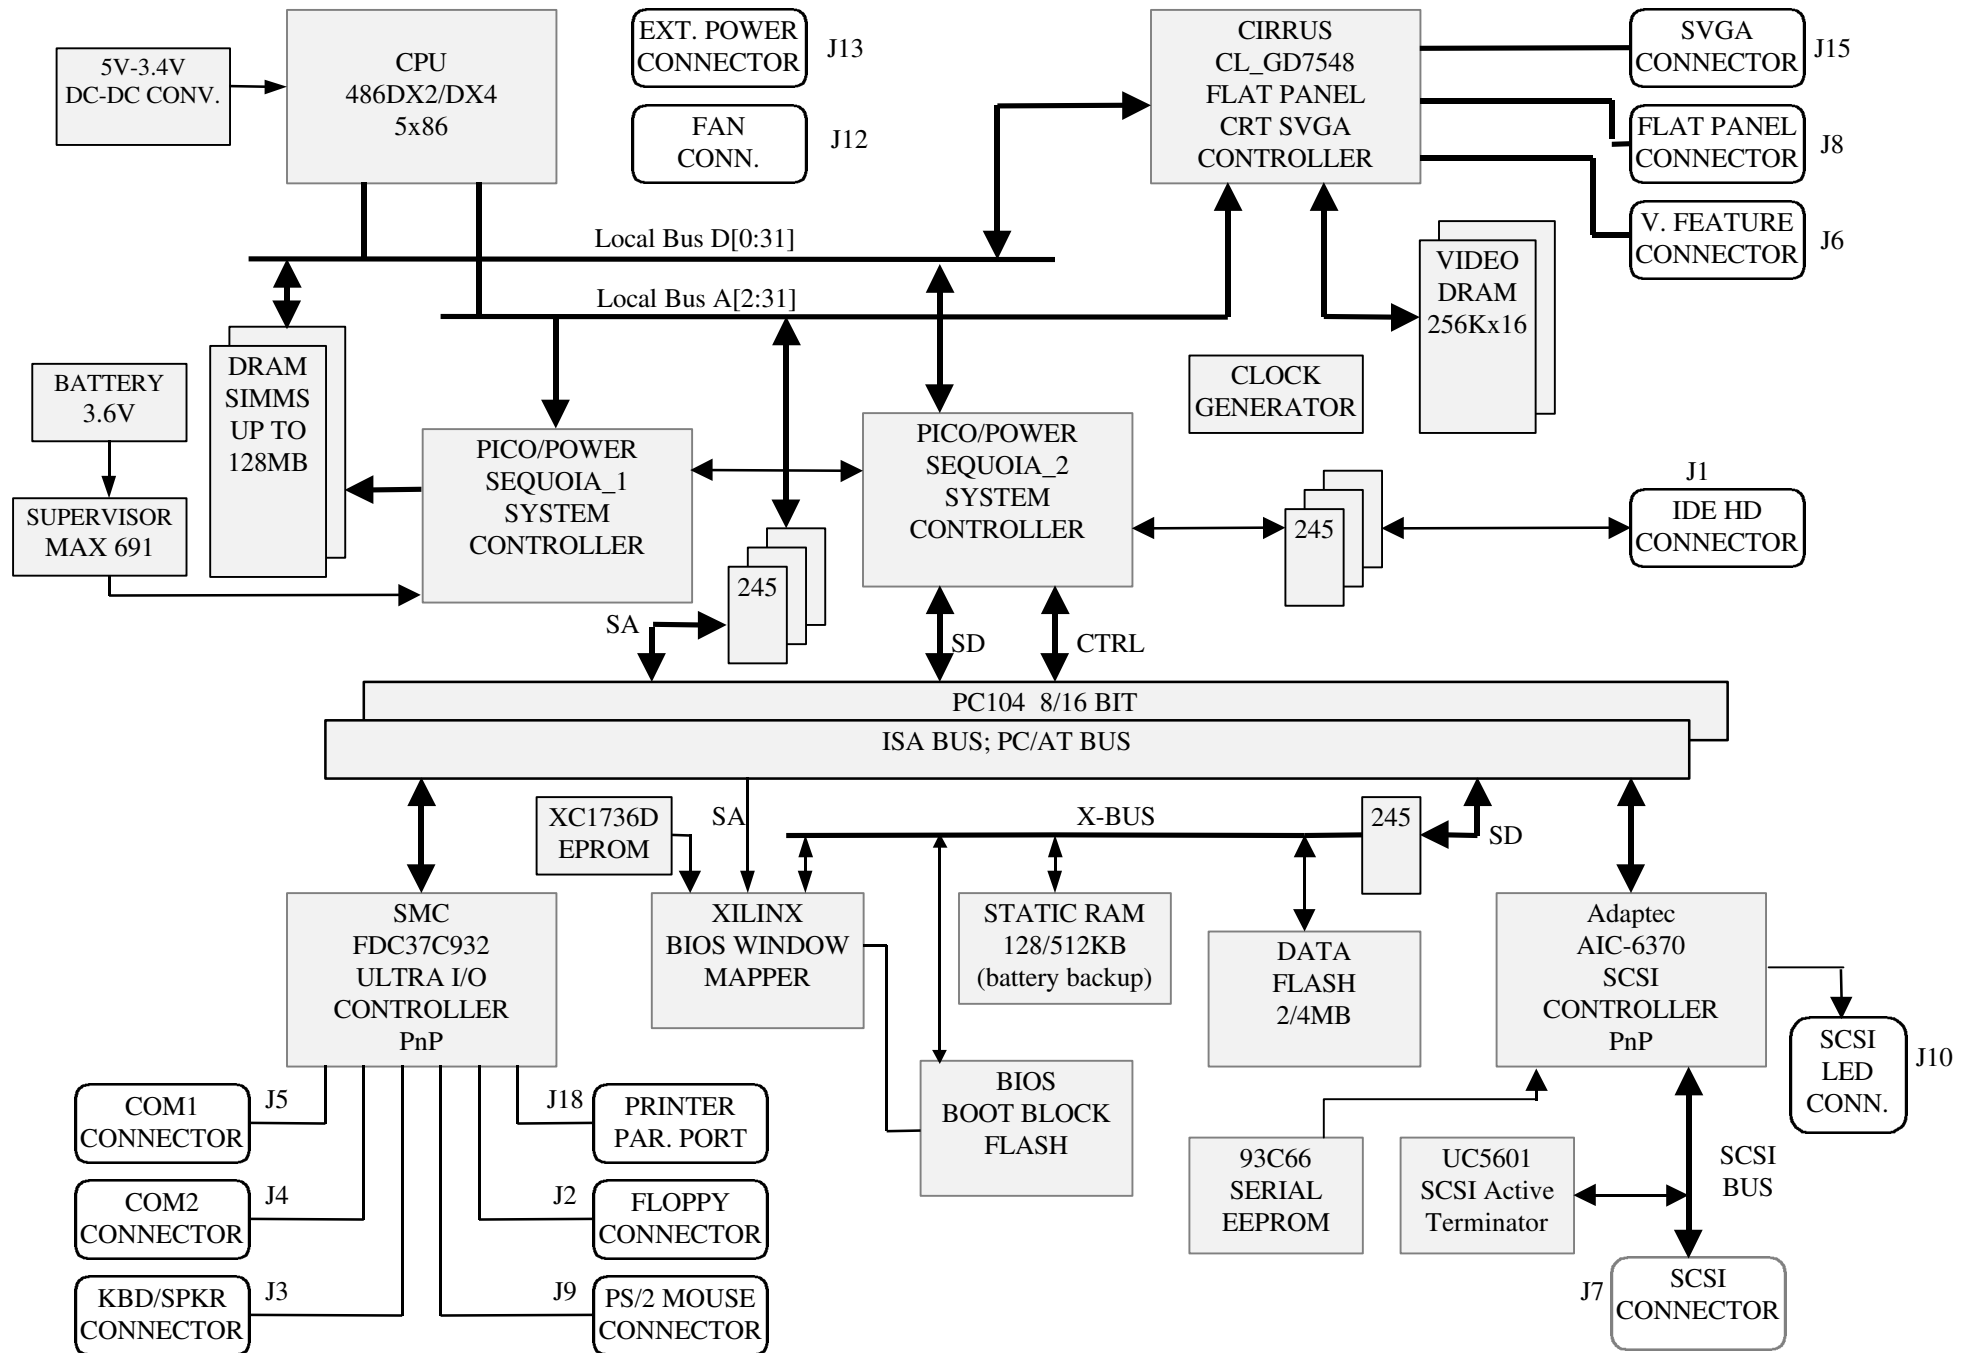 5V-3.4V
DC-DC CONV.
CPU
486DX2/DX4
5x86
EXT. POWER
CONNECTOR
J13
FAN
CONN.
J12
CIRRUS
CL_GD7548
FLAT PANEL
CRT SVGA
CONTROLLER
SVGA
CONNECTOR
J15
FLAT PANEL
CONNECTOR
J8
V. FEATURE
CONNECTOR
J6
Local Bus D[0:31]
Local Bus A[2:31]
VIDEO
DRAM
256Kx16
BATTERY
3.6V
DRAM
SIMMS
UP TO
128MB
CLOCK
GENERATOR
SUPERVISOR
MAX 691
PICO/POWER
SEQUOIA_1
SYSTEM
CONTROLLER
PICO/POWER
SEQUOIA_2
SYSTEM
CONTROLLER
245
245
J1
IDE HD
CONNECTOR
SA
SD
CTRL
PC104 8/16 BIT
ISA BUS; PC/AT BUS
XC1736D
EPROM
SA
X-BUS
245
SD
SMC
FDC37C932
ULTRA I/O
CONTROLLER
PnP
XILINX
BIOS WINDOW
MAPPER
STATIC RAM
128/512KB
(battery backup)
DATA
FLASH
2/4MB
Adaptec
AIC-6370
SCSI
CONTROLLER
PnP
SCSI
LED
CONN.
J10
BIOS
BOOT BLOCK
FLASH
COM1
CONNECTOR
J5
J18
PRINTER
PAR. PORT
COM2
CONNECTOR
J4
J2
FLOPPY
CONNECTOR
KBD/SPKR
CONNECTOR
J3
J9
PS/2 MOUSE
CONNECTOR
93C66
SERIAL
EEPROM
UC5601
SCSI Active
Terminator
SCSI
BUS
J7
SCSI
CONNECTOR